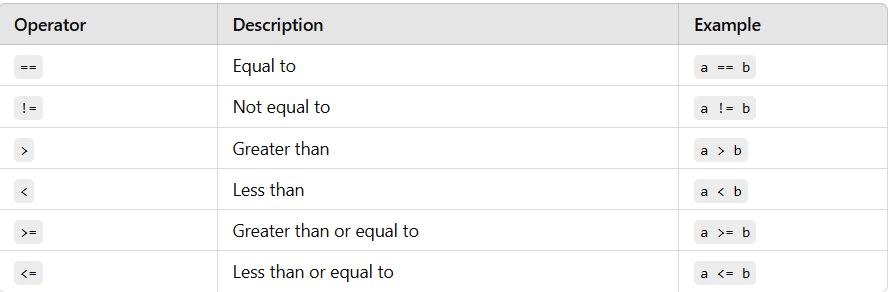 Operator Description Example
== Equal to a == b
!= Not equal to a != b
> Greater than a > b
< Less than a < b
>= Greater than or equal to a >= b
<= Less than or equal to a <= b